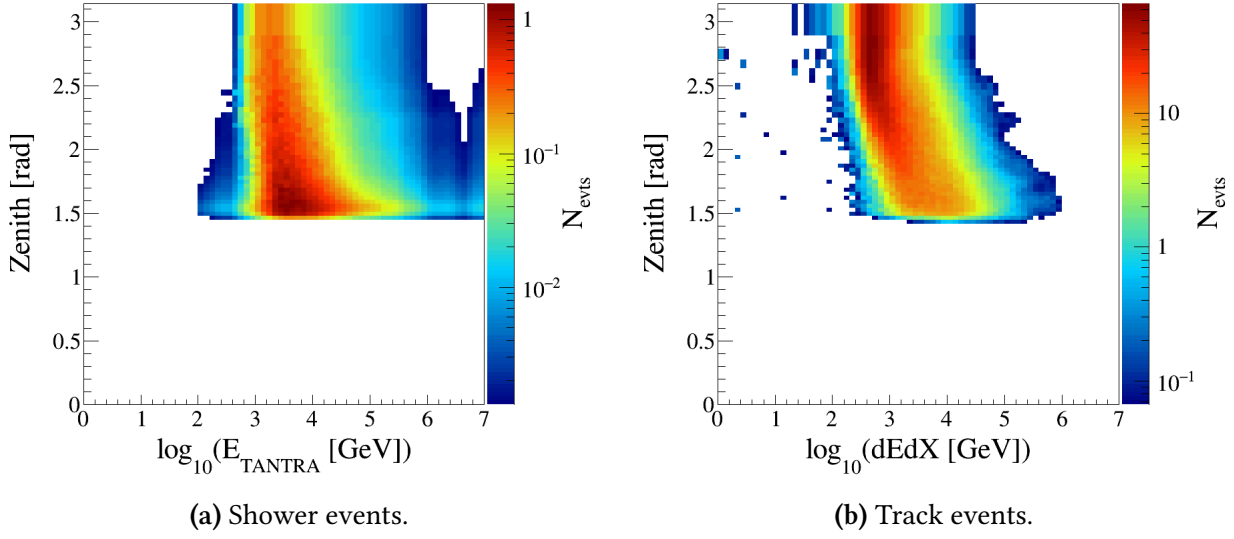 3
2.5
2
1.5
1
0.5
0
Zenith [rad]
0 1 2 3 4 5 6 7
log₁₀(E_TANTRA [GeV])
1
10⁻¹
10⁻²
N_evts
(a) Shower events.
3
2.5
2
1.5
1
0.5
0
Zenith [rad]
0 1 2 3 4 5 6 7
log₁₀(dEdX [GeV])
10
1
10⁻¹
N_evts
(b) Track events.